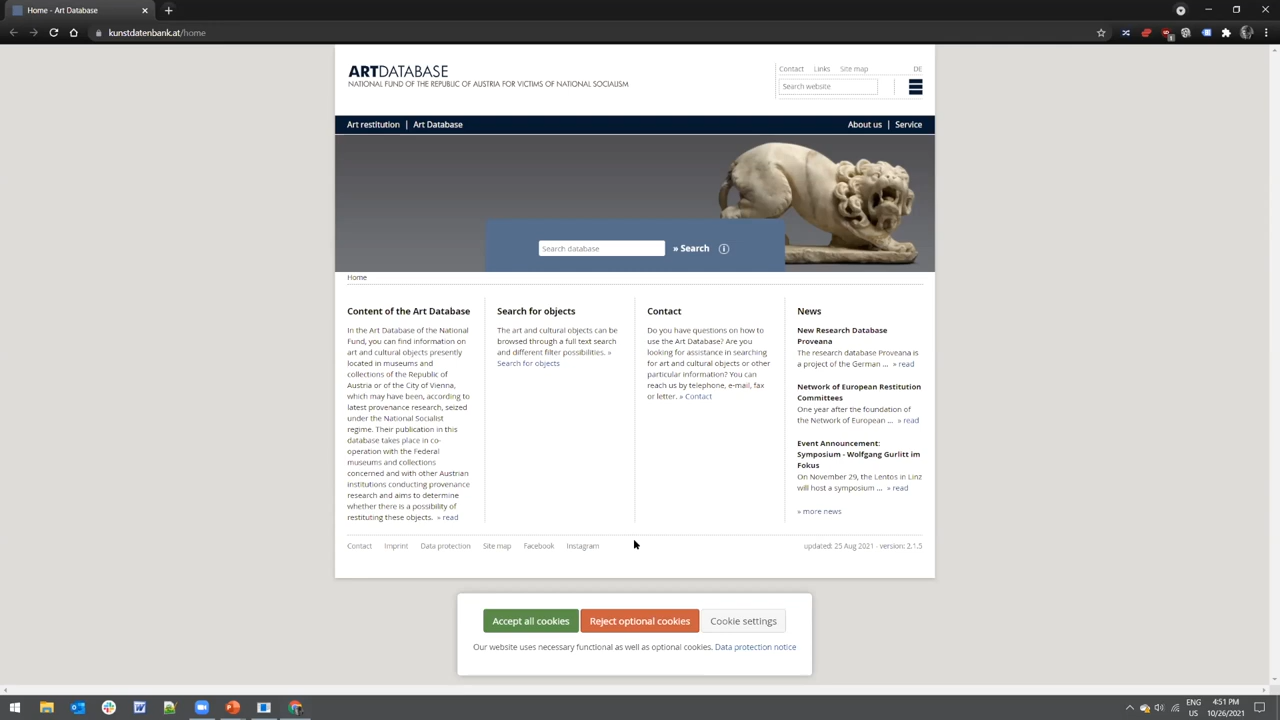 Home - Art Database
kunstdatenbank.at/home
ARTDATABASE
NATIONAL FUND OF THE REPUBLIC OF AUSTRIA FOR VICTIMS OF NATIONAL SOCIALISM
Contact Links Site map DE
Search website
Art restitution | Art Database
About us | Service
Search database » Search
Home
Content of the Art Database
In the Art Database of the National
Fund, you can find information on
art and cultural objects presently
located in museums and
collections of the Republic of
Austria or of the City of Vienna,
which may have been, according to
latest provenance research, seized
under the National Socialist
regime. Their publication in this
database takes place in co-
operation with the Federal
museums and collections
concerned and with other Austrian
institutions conducting provenance
research and aims to determine
whether there is a possibility of
restituting these objects. » read
Search for objects
The art and cultural objects can be
browsed through a full text search
and different filter possibilities. »
Search for objects
Contact
Do you have questions on how to
use the Art Database? Are you
looking for assistance in searching
for art and cultural objects or other
particular information? You can
reach us by telephone, e-mail, fax
or letter. » Contact
News
New Research Database
Proveana
The research database Proveana is
a project of the German ... » read
Network of European Restitution
Committees
One year after the foundation of
the Network of European ... » read
Event Announcement:
Symposium - Wolfgang Gurlitt im
Fokus
On November 29, the Lentos in Linz
will host a symposium ... » read
» more news
Contact Imprint Data protection Site map Facebook Instagram
updated: 25 Aug 2021 · version: 2.1.5
Accept all cookies Reject optional cookies Cookie settings
Our website uses necessary functional as well as optional cookies. Data protection notice
ENG 4:51 PM
US 10/26/2021